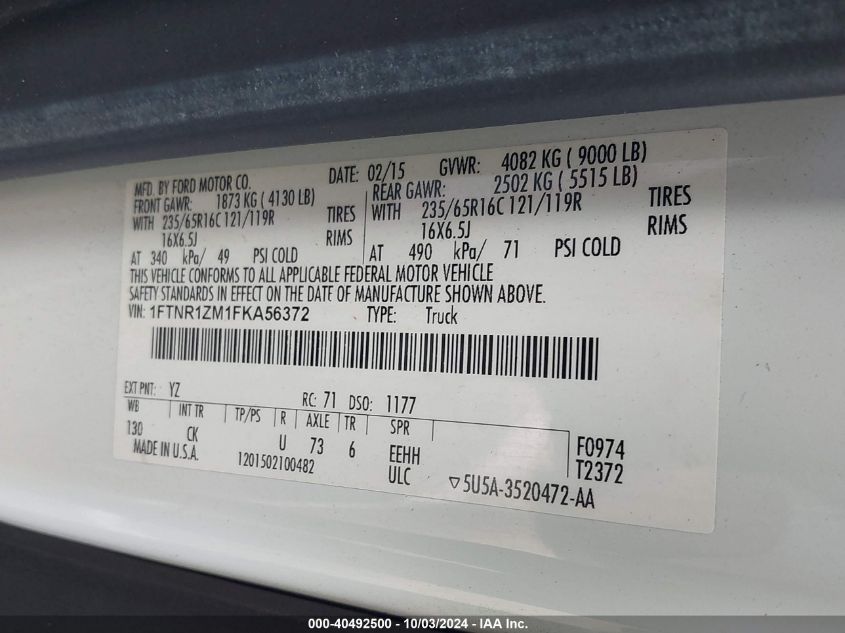 MFD. BY FORD MOTOR CO. DATE: 02/15 GVWR: 4082 KG ( 9000 LB)
FRONT GAWR: 1873 KG ( 4130 LB) REAR GAWR: 2502 KG ( 5515 LB)
WITH 235/65R16C 121/119R TIRES WITH 235/65R16C 121/119R TIRES
16X6.5J RIMS 16X6.5J RIMS
AT 340 kPa/ 49 PSI COLD AT 490 kPa/ 71 PSI COLD
THIS VEHICLE CONFORMS TO ALL APPLICABLE FEDERAL MOTOR VEHICLE
SAFETY STANDARDS IN EFFECT ON THE DATE OF MANUFACTURE SHOWN ABOVE.
VIN: 1FTNR1ZM1FKA56372 TYPE: Truck
EXT PNT: YZ RC: 71 DSO: 1177
WB INT TR TP/PS R AXLE TR SPR
130 CK U 73 6 EEHH F0974
MADE IN U.S.A. 1201502100482 ULC T2372
▽5U5A-3520472-AA
000-40492500 - 10/03/2024 - IAA Inc.